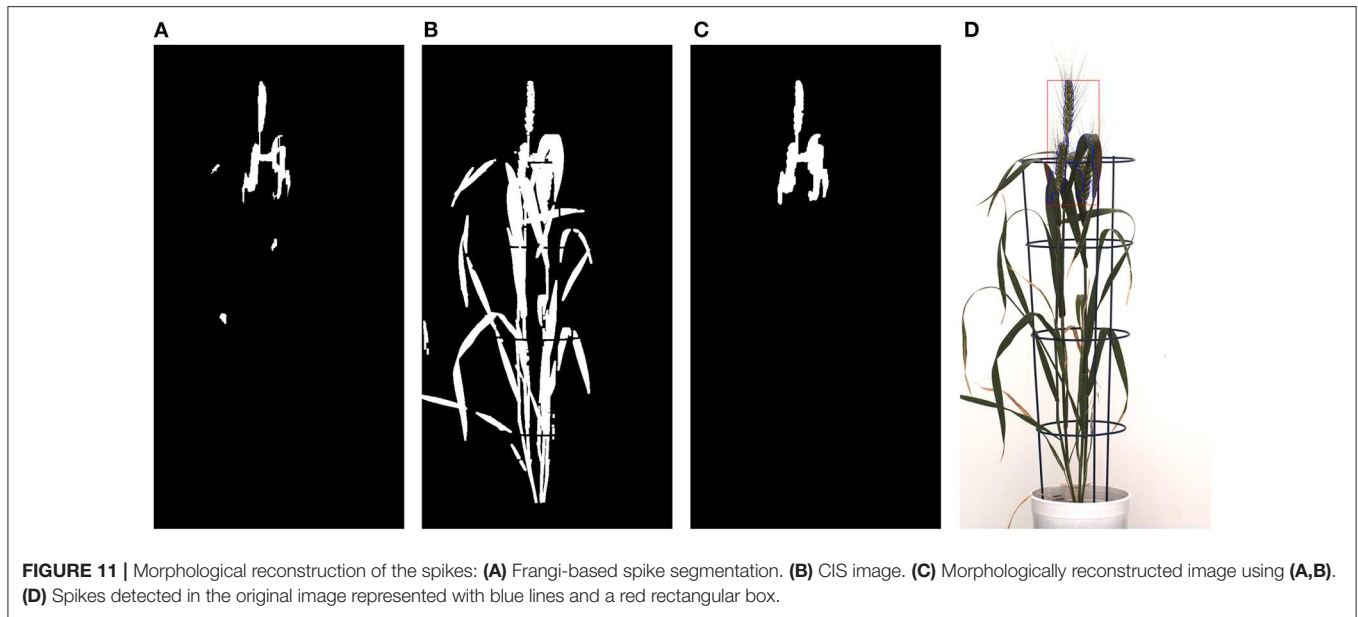 A B C D
FIGURE 11 | Morphological reconstruction of the spikes: (A) Frangi-based spike segmentation. (B) CIS image. (C) Morphologically reconstructed image using (A,B).
(D) Spikes detected in the original image represented with blue lines and a red rectangular box.